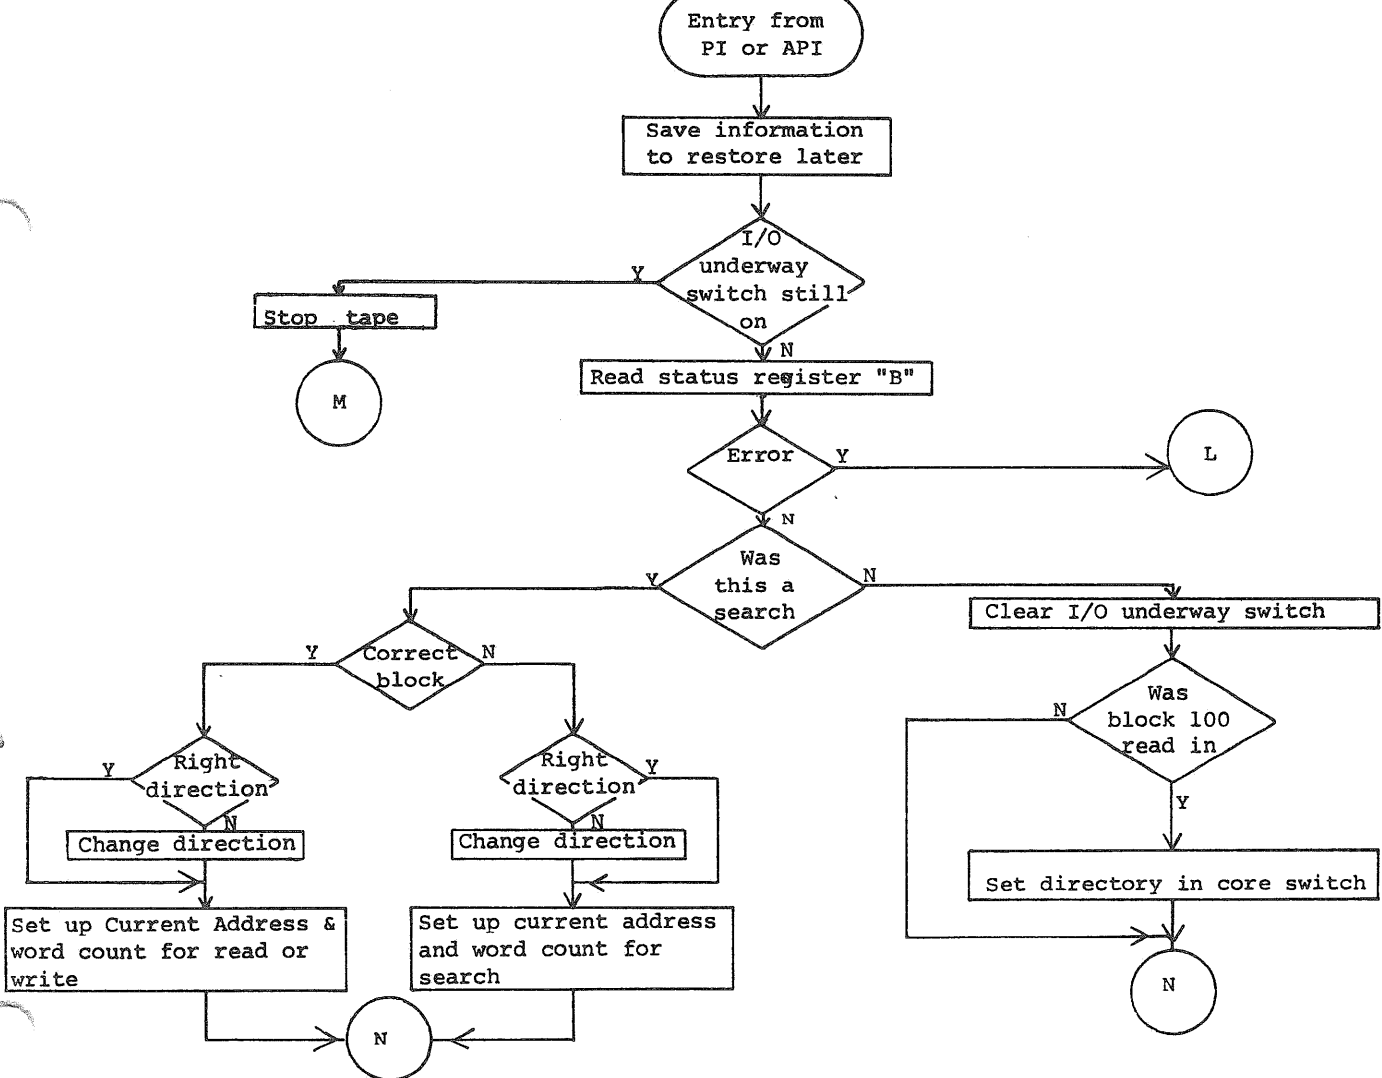 Entry from
PI or API
Save information
to restore later
I/O
underway
switch still
on
Y
N
Stop tape
M
Read status register "B"
Error
Y
L
N
Was
this a
search
Y
N
Clear I/O underway switch
Correct
block
Y
N
Was
block 100
read in
N
Y
Right
direction
Y
N
Right
direction
Y
N
Change direction
Change direction
Set directory in core switch
Set up Current Address &
word count for read or
write
Set up current address
and word count for
search
N
N